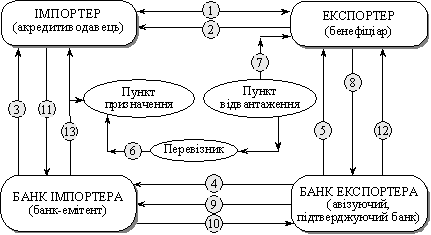 ІМПОРТЕР
(акредитиводавець)
1
2
ЕКСПОРТЕР
(бенефіціар)
7
3
11
13
Пункт
призначення
Пункт
відвантаження
8
5
12
6
Перевізник
БАНК ІМПОРТЕРА
(банк-емітент)
4
9
10
БАНК ЕКСПОРТЕРА
(авізуючий,
підтверджуючий банк)